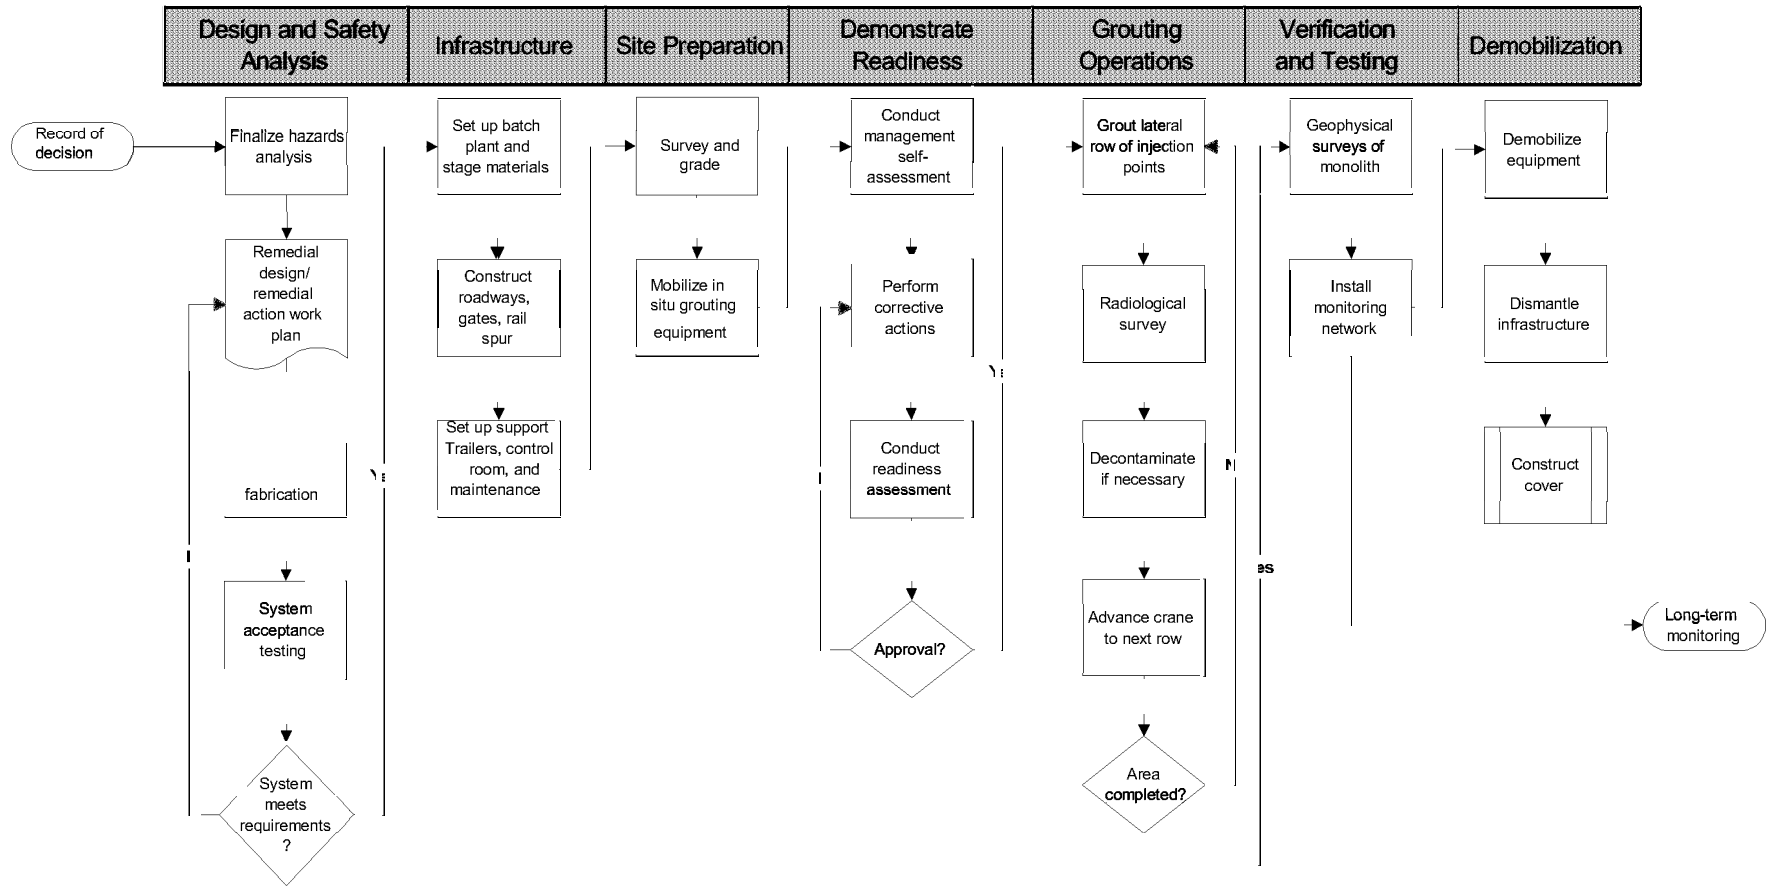 Design and Safety
Analysis
Infrastructure
Site Preparation
Demonstrate
Readiness
Grouting
Operations
Verification
and Testing
Demobilization
Record of
decision
Finalize hazards
analysis
Remedial
design/
remedial
action work
plan
fabrication
System
acceptance
testing
System
meets
requirements
?
Set up batch
plant and
stage materials
Construct
roadways,
gates, rail
spur
Set up support
Trailers, control
room, and
maintenance
Survey and
grade
Mobilize in
situ grouting
equipment
Conduct
management
self-
assessment
Perform
corrective
actions
Conduct
readiness
assessment
Approval?
Grout lateral
row of injection
points
Radiological
survey
Decontaminate
if necessary
Advance crane
to next row
Area
completed?
es
Geophysical
surveys of
monolith
Install
monitoring
network
Demobilize
equipment
Dismantle
infrastructure
Construct
cover
Long-term
monitoring